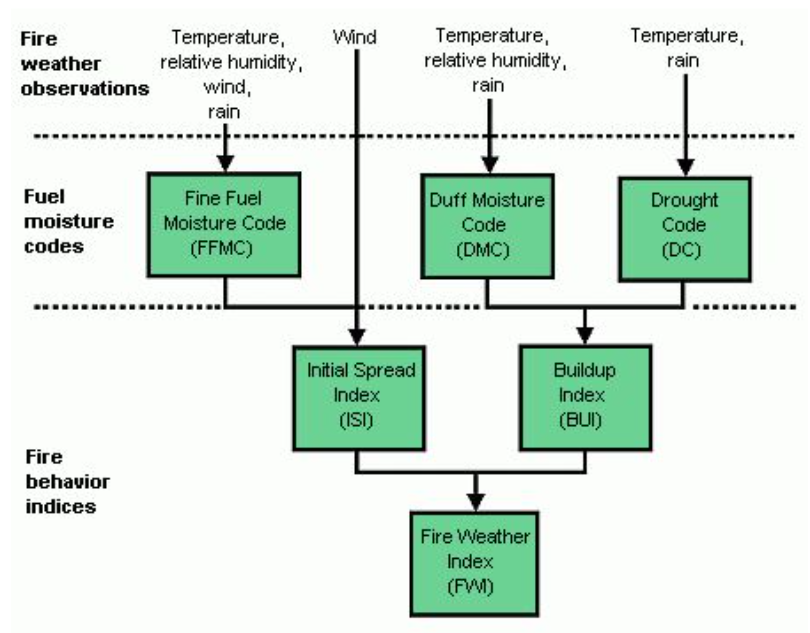 Fire
weather
observations
Temperature,
relative humidity,
wind,
rain
Wind
Temperature,
relative humidity,
rain
Temperature,
rain
Fuel
moisture
codes
Fine Fuel
Moisture Code
(FFMC)
Duff Moisture
Code
(DMC)
Drought
Code
(DC)
Fire
behavior
indices
Initial Spread
Index
(ISI)
Buildup
Index
(BUI)
Fire Weather
Index
(FWI)